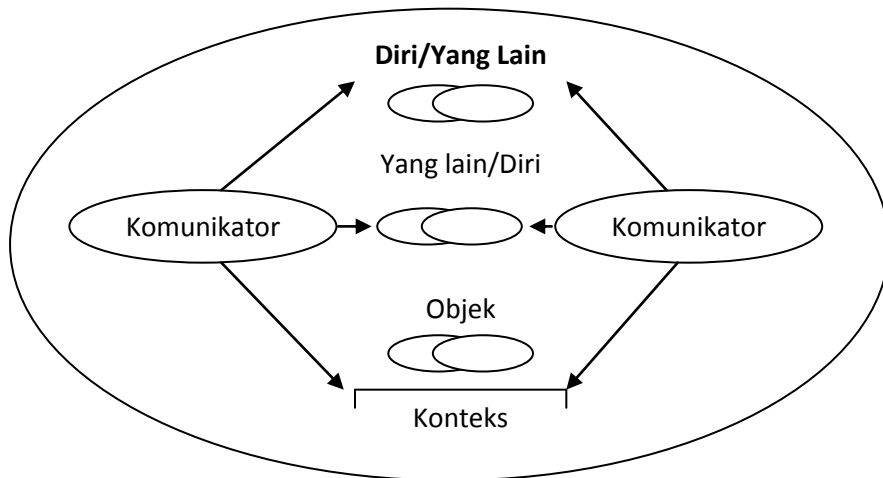 Diri/Yang Lain
Yang lain/Diri
Komunikator
Komunikator
Objek
Konteks